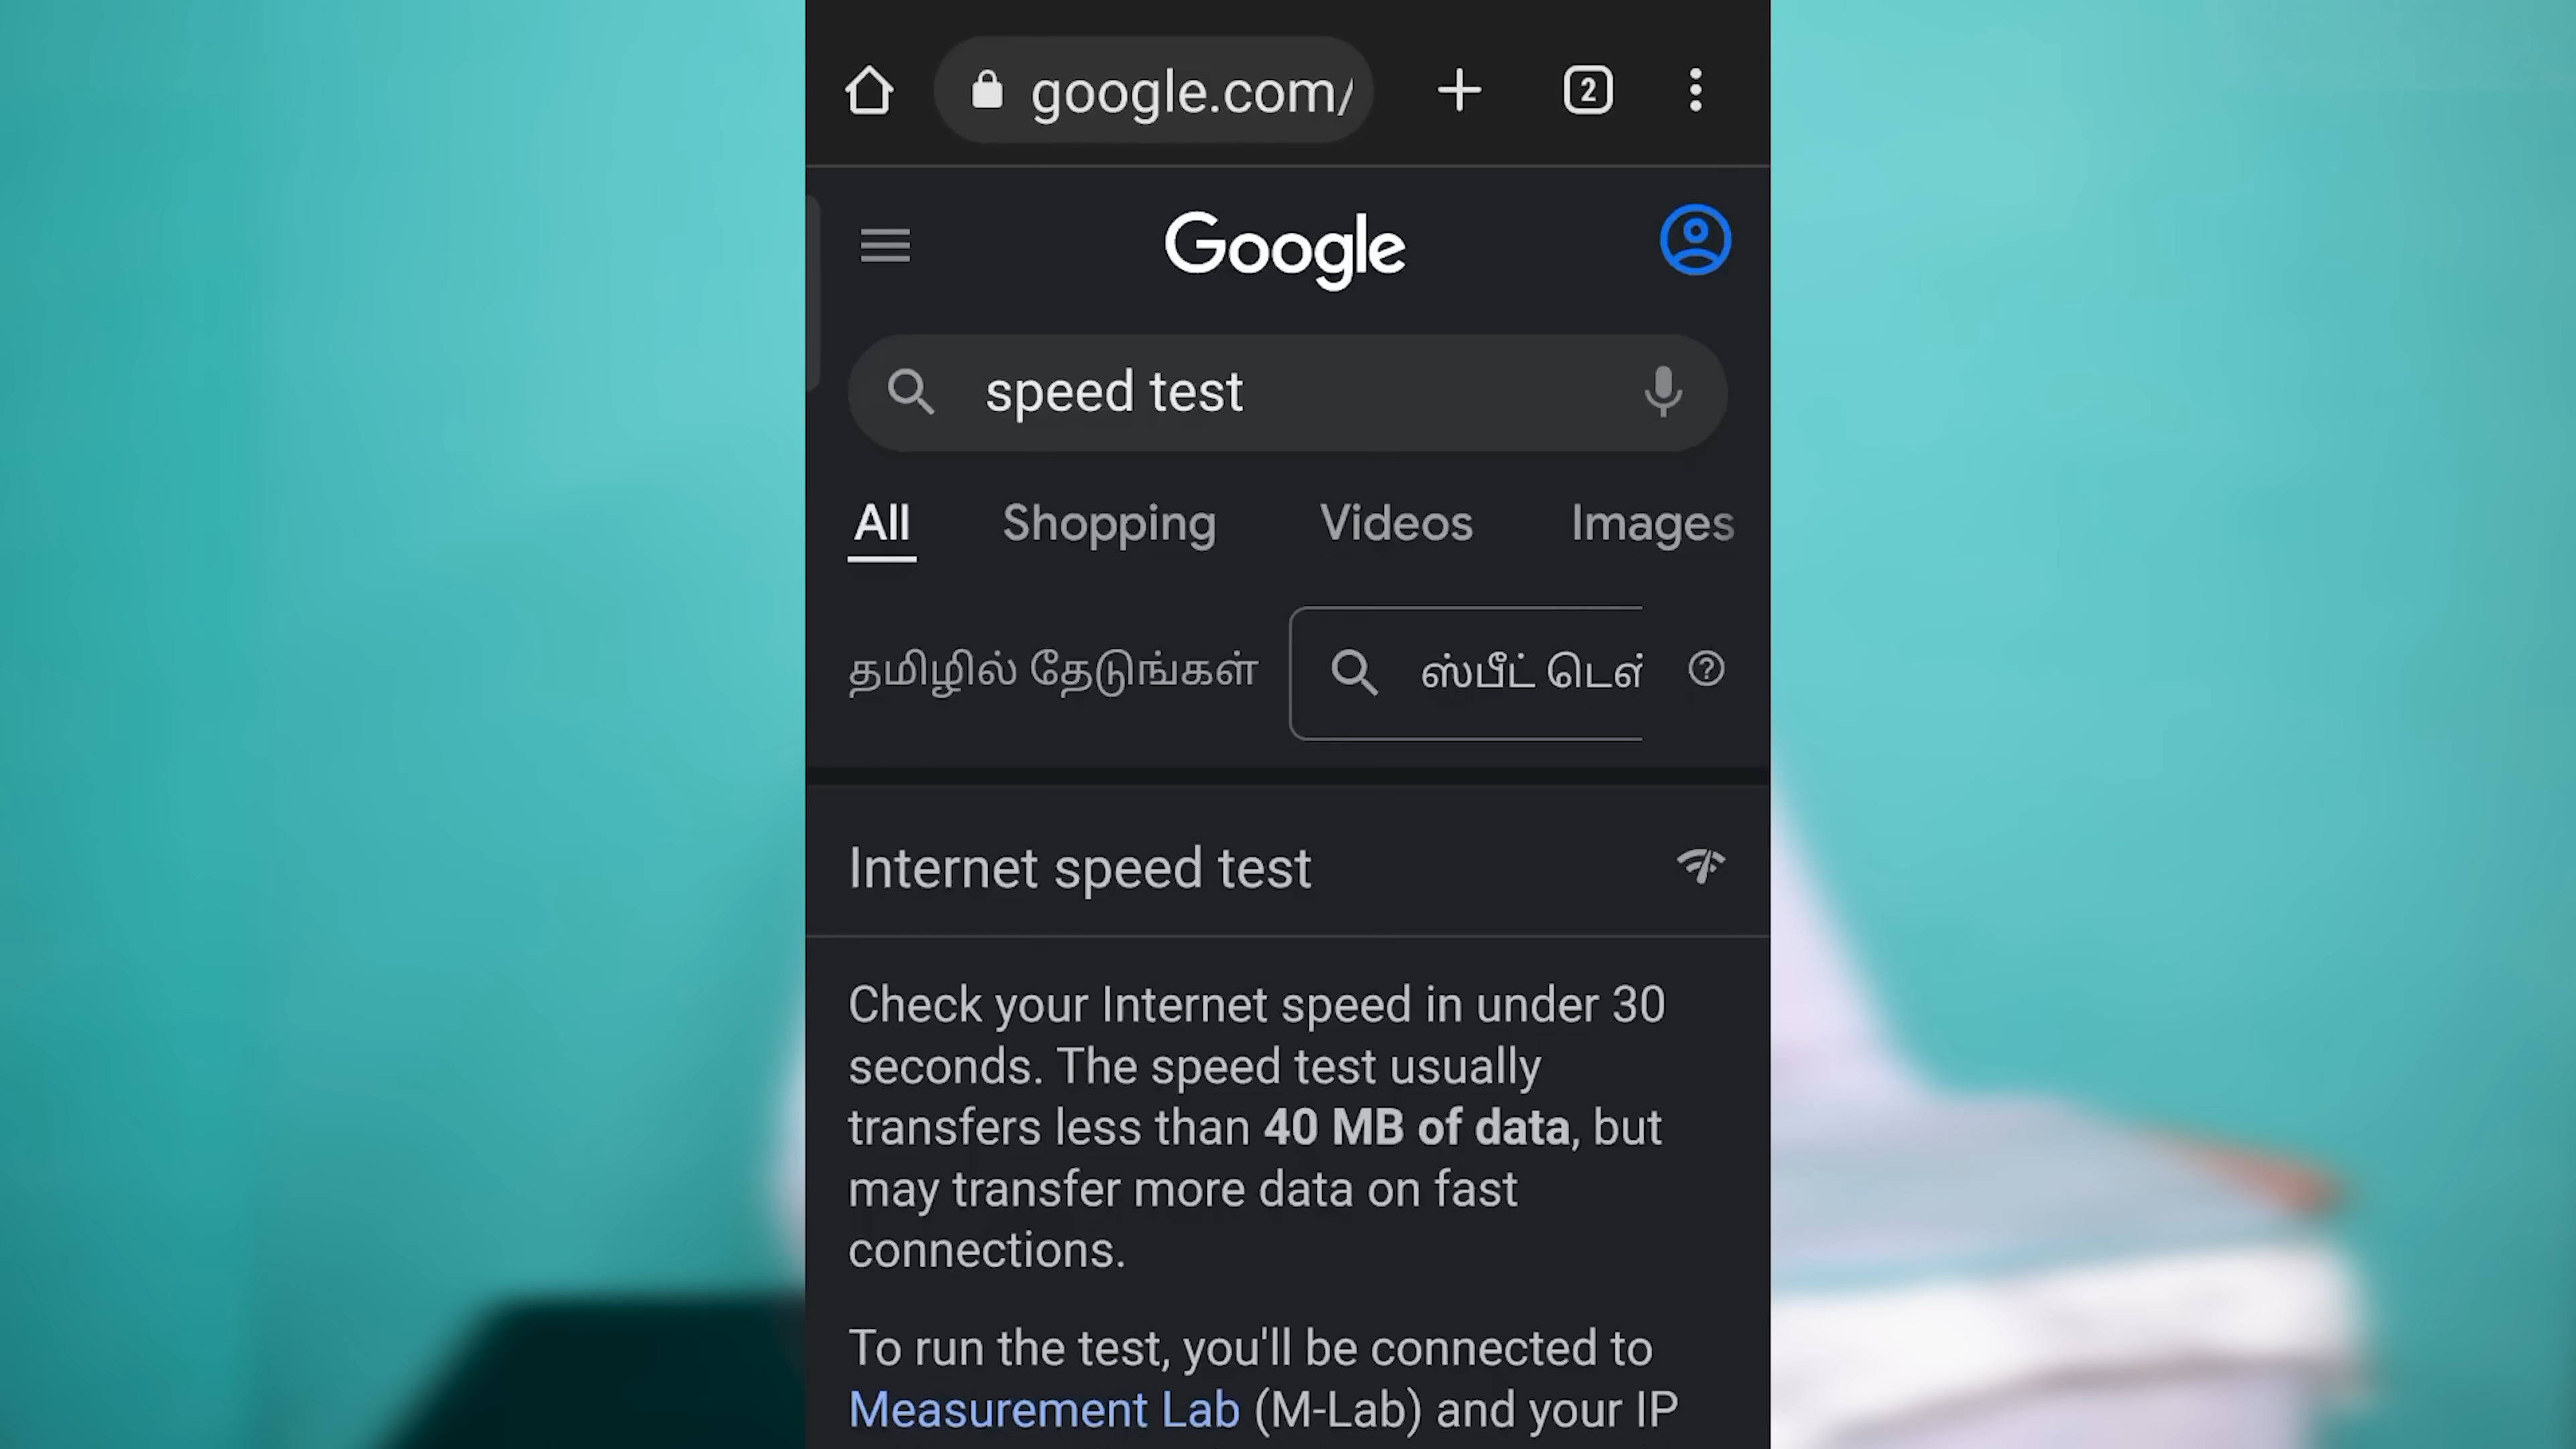 google.com/
2
Google
speed test
All Shopping Videos Images
தமிழில் தேடுங்கள் ஸ்பீட்
Internet speed test
Check your Internet speed in under 30
seconds. The speed test usually
transfers less than 40 MB of data, but
may transfer more data on fast
connections.
To run the test, you'll be connected to
Measurement Lab (M-Lab) and your IP